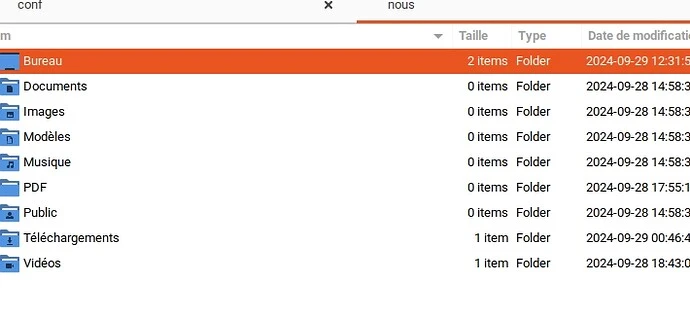 conf × nous
m Taille Type Date de modificati
Bureau 2 items Folder 2024-09-29 12:31:5
Documents 0 items Folder 2024-09-28 14:58:3
Images 0 items Folder 2024-09-28 14:58:3
Modèles 0 items Folder 2024-09-28 14:58:3
Musique 0 items Folder 2024-09-28 14:58:3
PDF 0 items Folder 2024-09-28 17:55:1
Public 0 items Folder 2024-09-28 14:58:3
Téléchargements 1 item Folder 2024-09-29 00:46:4
Vidéos 1 item Folder 2024-09-28 18:43:0